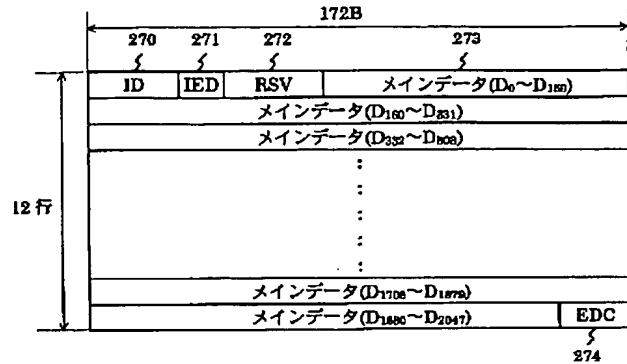 172B
270 271 272 273
ID IED RSV メインデータ(D₀～D₁₅₉)
メインデータ(D₁₆₀～D₃₃₁)
メインデータ(D₃₃₂～D₅₀₃)
12 行
メインデータ(D₁₇₀₈～D₁₈₇₉)
メインデータ(D₁₈₈₀～D₂₀₄₇) EDC
274